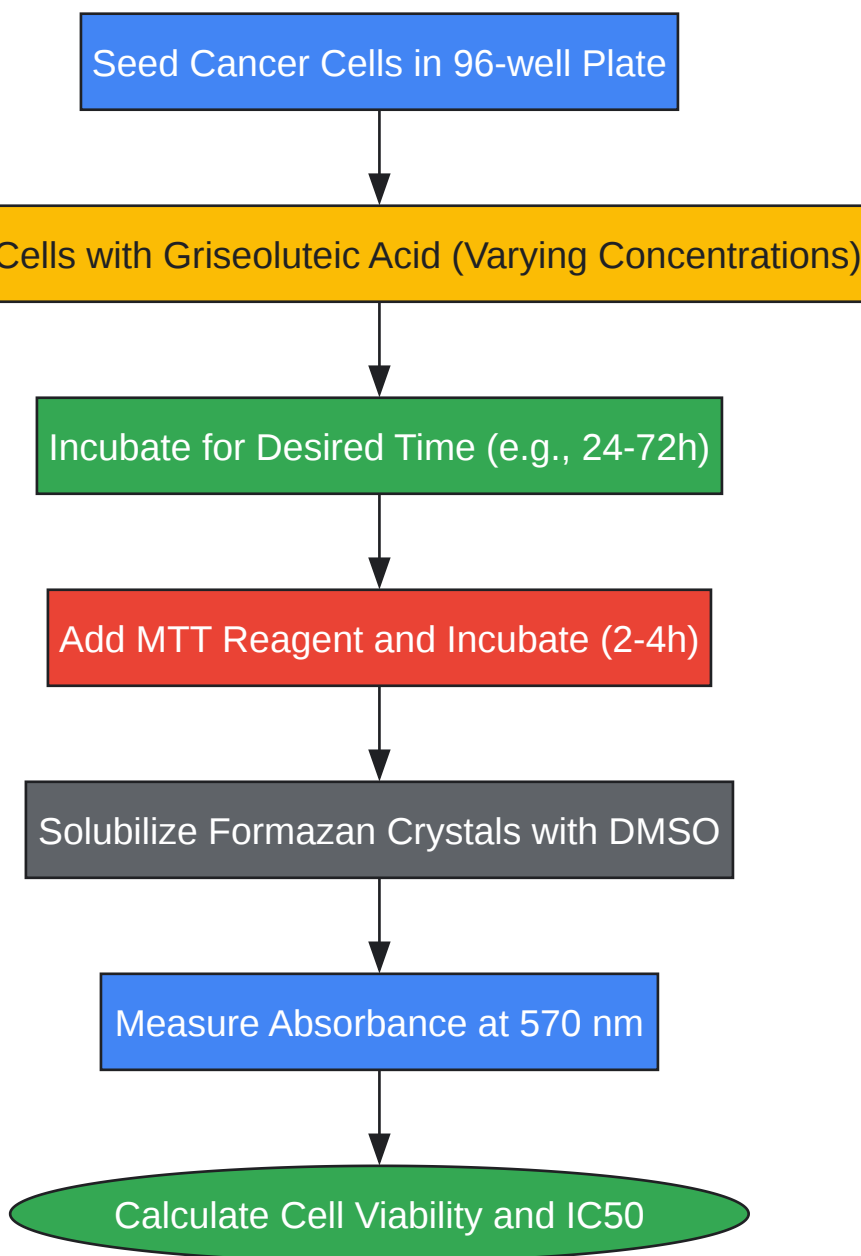 Seed Cancer Cells in 96-well Plate
Cells with Griseoluteic Acid (Varying Concentrations)
Incubate for Desired Time (e.g., 24-72h)
Add MTT Reagent and Incubate (2-4h)
Solubilize Formazan Crystals with DMSO
Measure Absorbance at 570 nm
Calculate Cell Viability and IC50